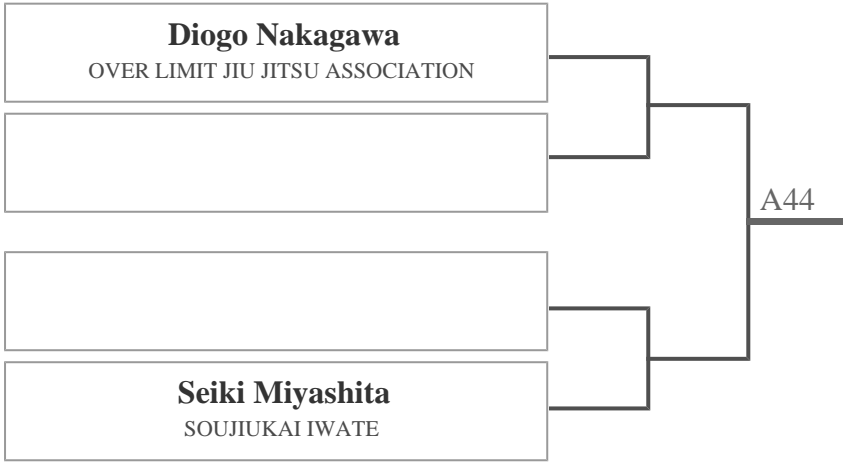 Diogo Nakagawa
OVER LIMIT JIU JITSU ASSOCIATION
A44
Seiki Miyashita
SOUJIUKAI IWATE